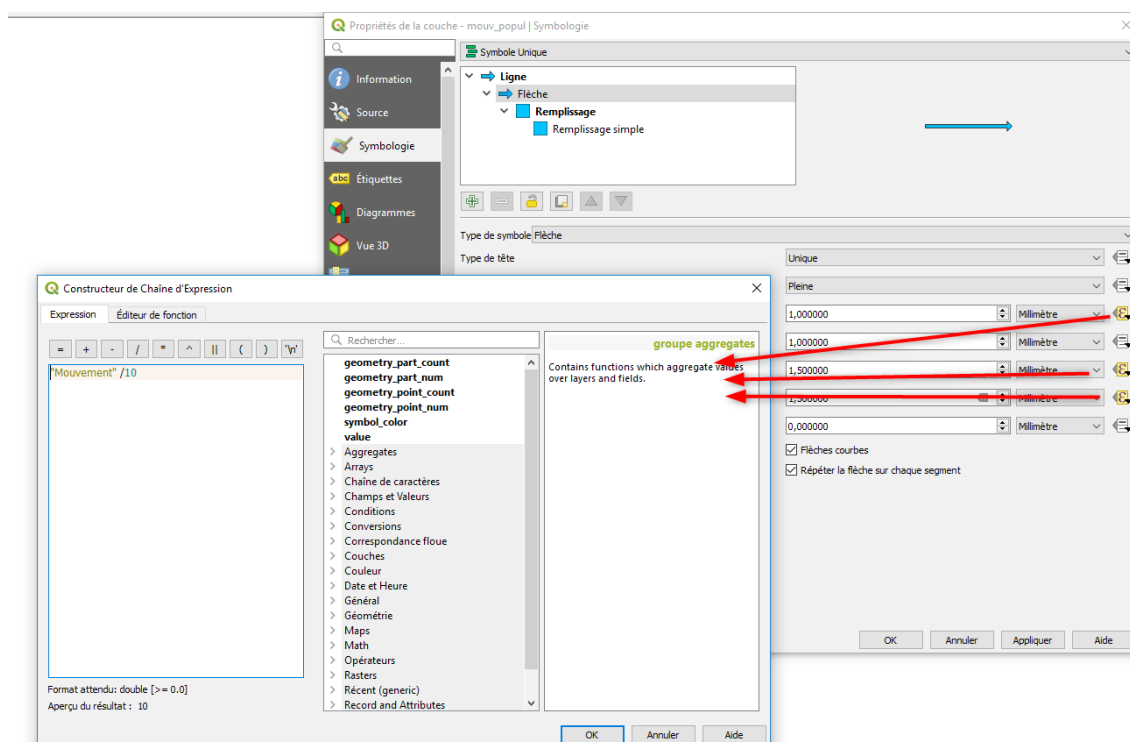 Propriétés de la couche - mouv_popul | Symbologie
Symbole Unique
Information
Source
Symbologie
abc Étiquettes
Diagrammes
Vue 3D
Ligne
Flèche
Remplissage
Remplissage simple
Type de symbole Flèche
Type de tête Unique
Pleine
1,000000 Millimètre
1,000000 Millimètre
1,500000 Millimètre
1,500000 Millimètre
0,000000 Millimètre
Flèches courbes
Répéter la flèche sur chaque segment
OK Annuler Appliquer Aide
Constructeur de Chaîne d'Expression
Expression Éditeur de fonction
= + - / * ^ || ( ) '\n'
"Mouvement" /10
Format attendu: double [>= 0.0]
Aperçu du résultat : 10
Rechercher...
geometry_part_count
geometry_part_num
geometry_point_count
geometry_point_num
symbol_color
value
Aggregates
Arrays
Chaîne de caractères
Champs et Valeurs
Conditions
Conversions
Correspondance floue
Couches
Couleur
Date et Heure
Général
Géométrie
Maps
Math
Opérateurs
Rasters
Récent (generic)
Record and Attributes
groupe aggregates
Contains functions which aggregate values
over layers and fields.
OK Annuler Aide